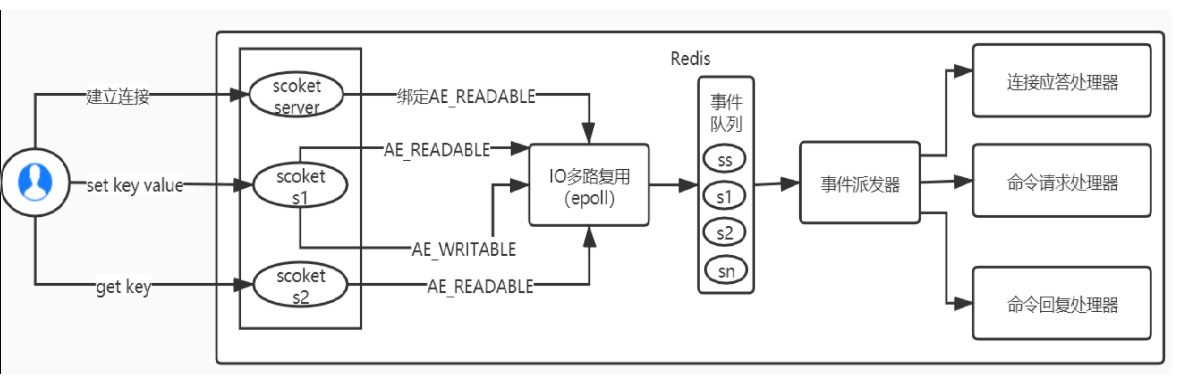 Redis
建立连接
scoket
server
绑定AE_READABLE
事件
队列
连接应答处理器
set key value
scoket
s1
AE_READABLE
AE_WRITABLE
IO多路复用
(epoll)
ss
s1
s2
sn
事件派发器
命令请求处理器
get key
scoket
s2
AE_READABLE
命令回复处理器